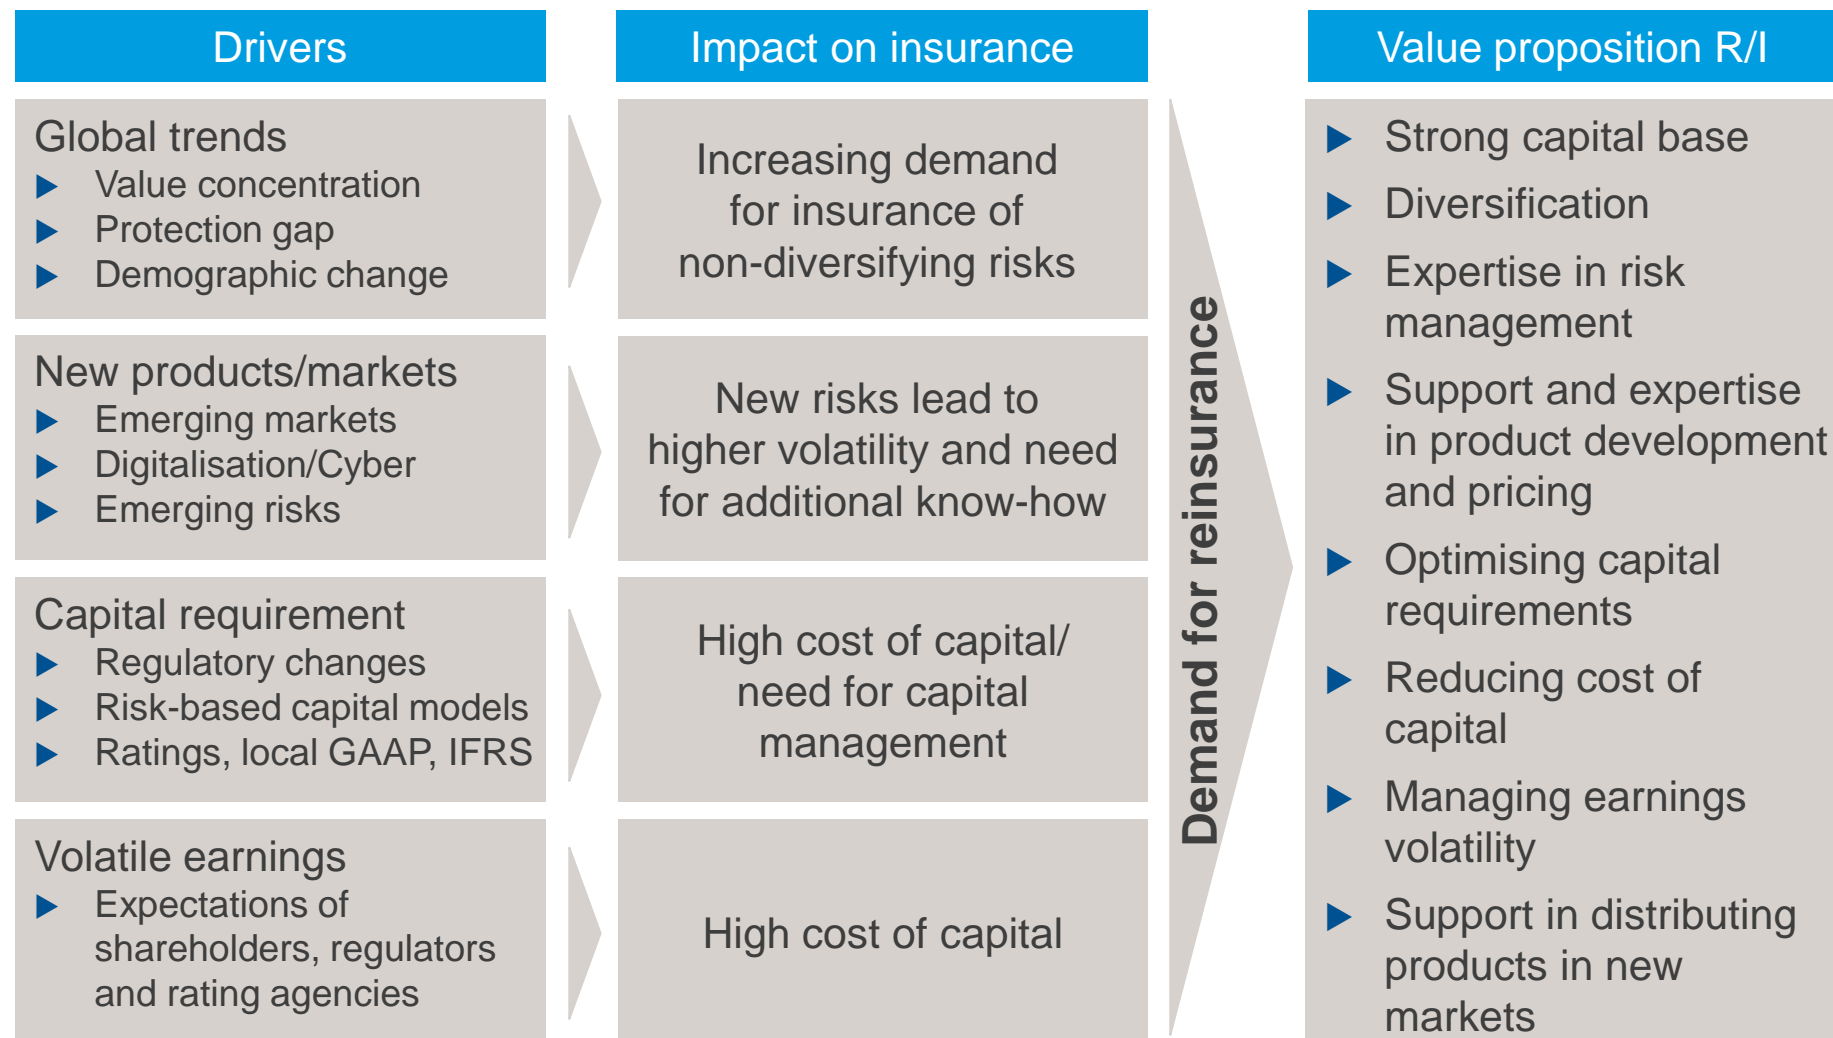 Drivers
Global trends
Value concentration
Protection gap
Demographic change
New products/markets
Emerging markets
Digitalisation/Cyber
Emerging risks
Capital requirement
Regulatory changes
Risk-based capital models
Ratings, local GAAP, IFRS
Volatile earnings
Expectations of
shareholders, regulators
and rating agencies
Impact on insurance
Increasing demand
for insurance of
non-diversifying risks
New risks lead to
higher volatility and need
for additional know-how
High cost of capital/
need for capital
management
High cost of capital
Demand for reinsurance
Value proposition R/I
Strong capital base
Diversification
Expertise in risk
management
Support and expertise
in product development
and pricing
Optimising capital
requirements
Reducing cost of
capital
Managing earnings
volatility
Support in distributing
products in new
markets